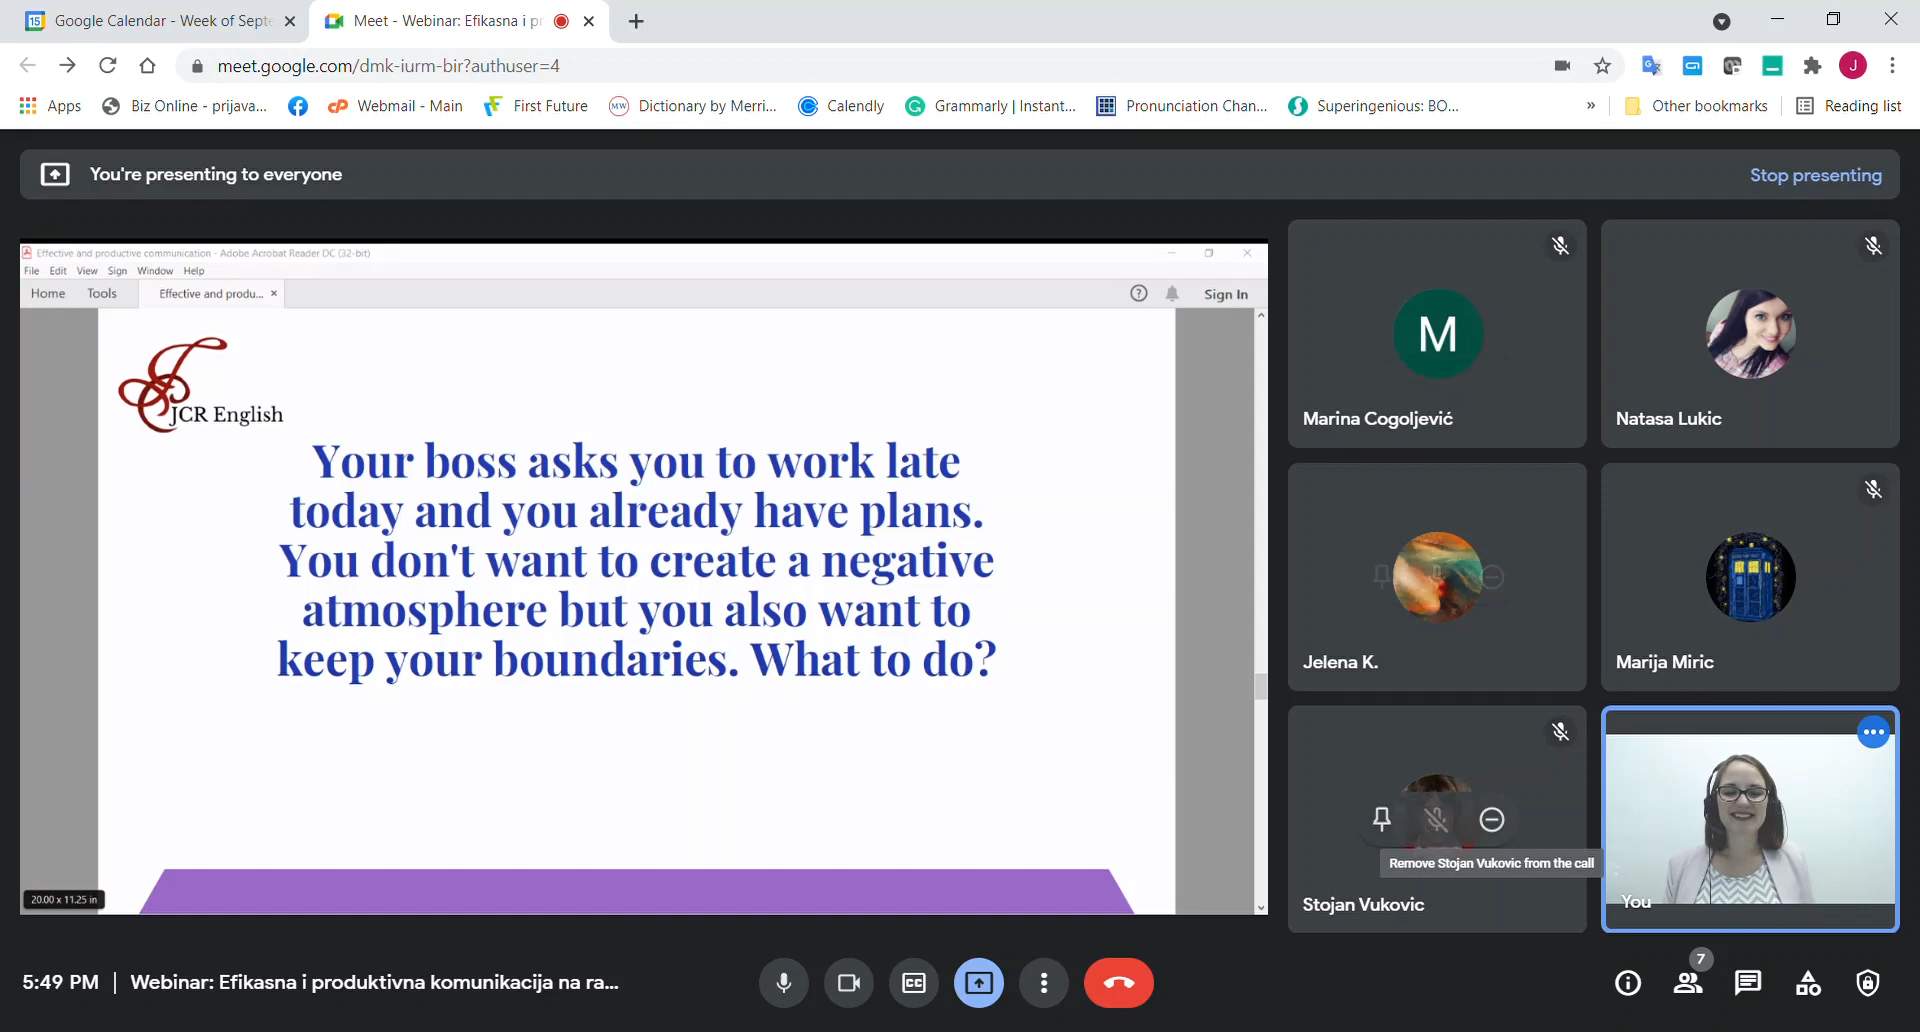 Google Calendar - Week of Septe
Meet - Webinar: Efikasna i pr
meet.google.com/dmk-iurm-bir?authuser=4
J
Apps
Biz Online - prijava...
Webmail - Main
First Future
Dictionary by Merri...
Calendly
Grammarly | Instant...
Pronunciation Chan...
Superingenious: BO...
»
Other bookmarks
Reading list
You're presenting to everyone
Stop presenting
Effective and productive communication - Adobe Acrobat Reader DC (32-bit)
File Edit View Sign Window Help
Home Tools Effective and produ... ×
Sign In
JCR English
Your boss asks you to work late
today and you already have plans.
You don't want to create a negative
atmosphere but you also want to
keep your boundaries. What to do?
20.00 x 11.25 in
M
Marina Cogoljević
Natasa Lukic
Jelena K.
Marija Miric
Remove Stojan Vukovic from the call
Stojan Vukovic
You
5:49 PM | Webinar: Efikasna i produktivna komunikacija na ra...
CC
7